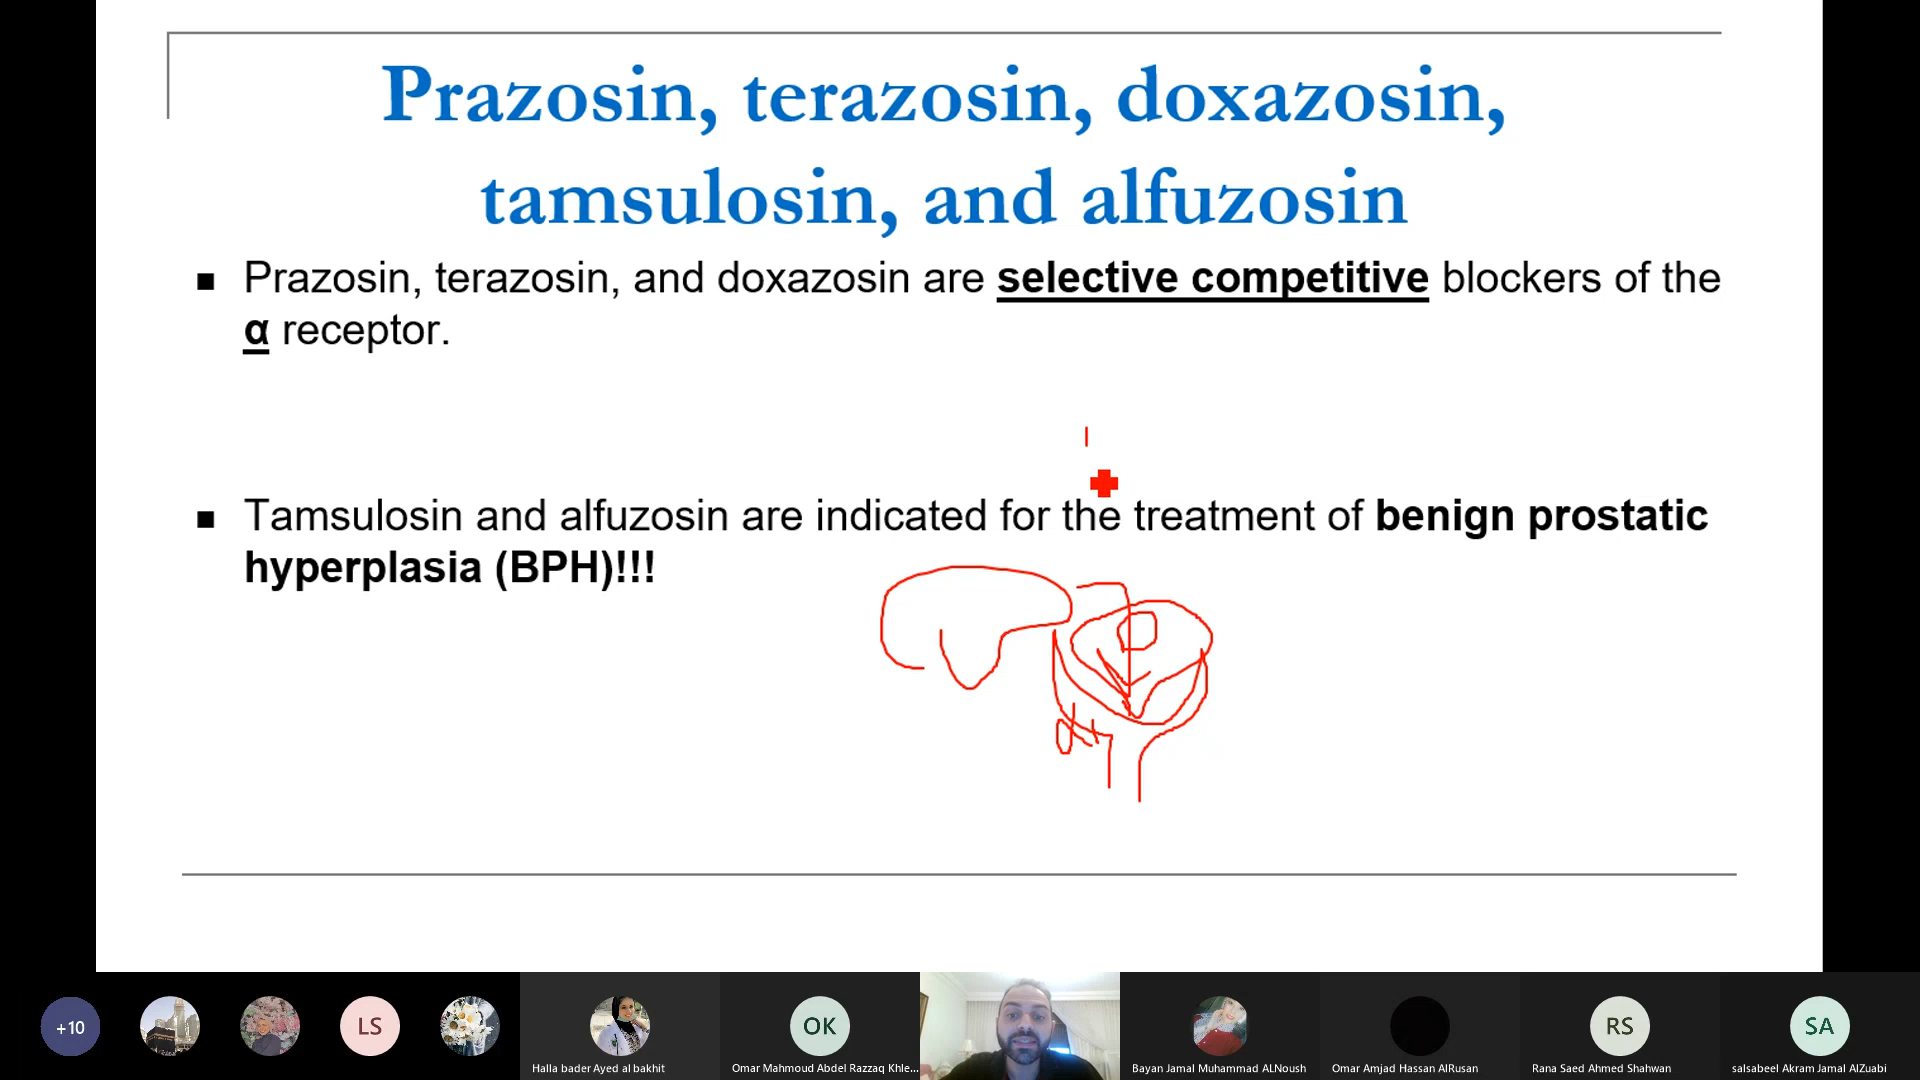 Prazosin, terazosin, doxazosin,
tamsulosin, and alfuzosin
■ Prazosin, terazosin, and doxazosin are selective competitive blockers of the
α receptor.
■ Tamsulosin and alfuzosin are indicated for the treatment of benign prostatic
hyperplasia (BPH)!!!
+10
LS
OK
RS
SA
Halla bader Ayed al bakhit
Omar Mahmoud Abdel Razzaq Khle...
Bayan Jamal Muhammad ALNoush
Omar Amjad Hassan AlRusan
Rana Saed Ahmed Shahwan
salsabeel Akram Jamal AlZuabi